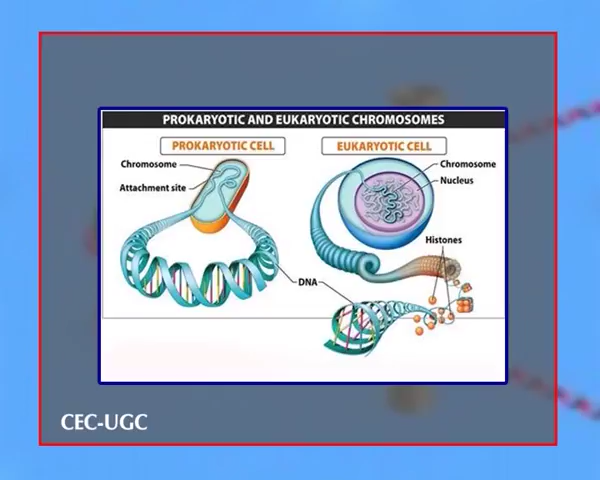 PROKARYOTIC AND EUKARYOTIC CHROMOSOMES
PROKARYOTIC CELL
EUKARYOTIC CELL
Chromosome
Attachment site
Chromosome
Nucleus
Histones
DNA
CEC-UGC